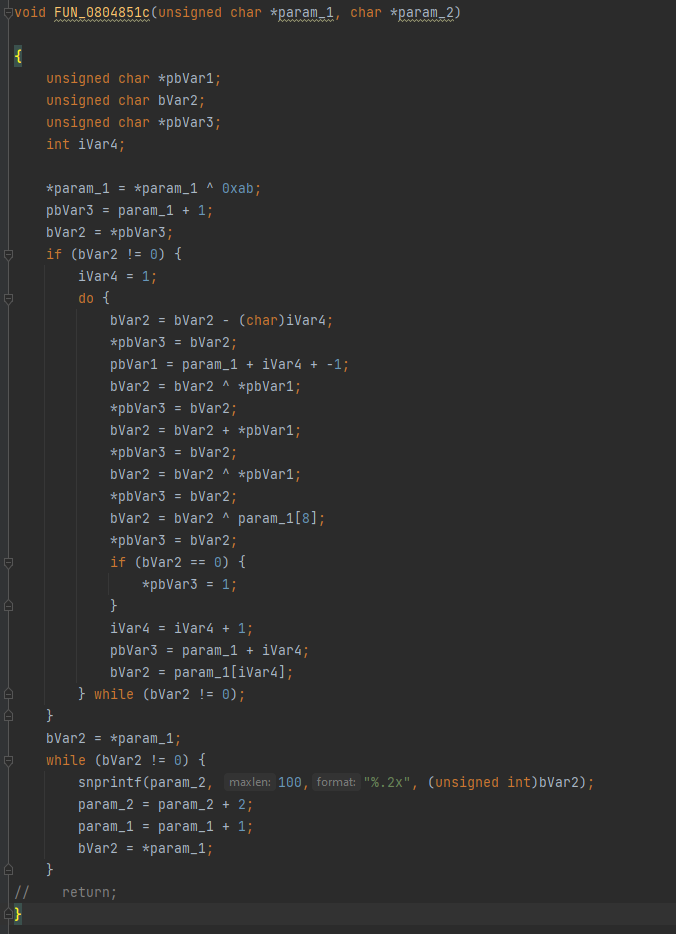 void FUN_0804851c(unsigned char *param_1, char *param_2)
{
    unsigned char *pbVar1;
    unsigned char bVar2;
    unsigned char *pbVar3;
    int iVar4;

    *param_1 = *param_1 ^ 0xab;
    pbVar3 = param_1 + 1;
    bVar2 = *pbVar3;
    if (bVar2 != 0) {
        iVar4 = 1;
        do {
            bVar2 = bVar2 - (char)iVar4;
            *pbVar3 = bVar2;
            pbVar1 = param_1 + iVar4 + -1;
            bVar2 = bVar2 ^ *pbVar1;
            *pbVar3 = bVar2;
            bVar2 = bVar2 + *pbVar1;
            *pbVar3 = bVar2;
            bVar2 = bVar2 ^ *pbVar1;
            *pbVar3 = bVar2;
            bVar2 = bVar2 ^ param_1[8];
            *pbVar3 = bVar2;
            if (bVar2 == 0) {
                *pbVar3 = 1;
            }
            iVar4 = iVar4 + 1;
            pbVar3 = param_1 + iVar4;
            bVar2 = param_1[iVar4];
        } while (bVar2 != 0);
    }
    bVar2 = *param_1;
    while (bVar2 != 0) {
        snprintf(param_2, maxlen: 100, format: "%.2x", (unsigned int)bVar2);
        param_2 = param_2 + 2;
        param_1 = param_1 + 1;
        bVar2 = *param_1;
    }
//    return;
}